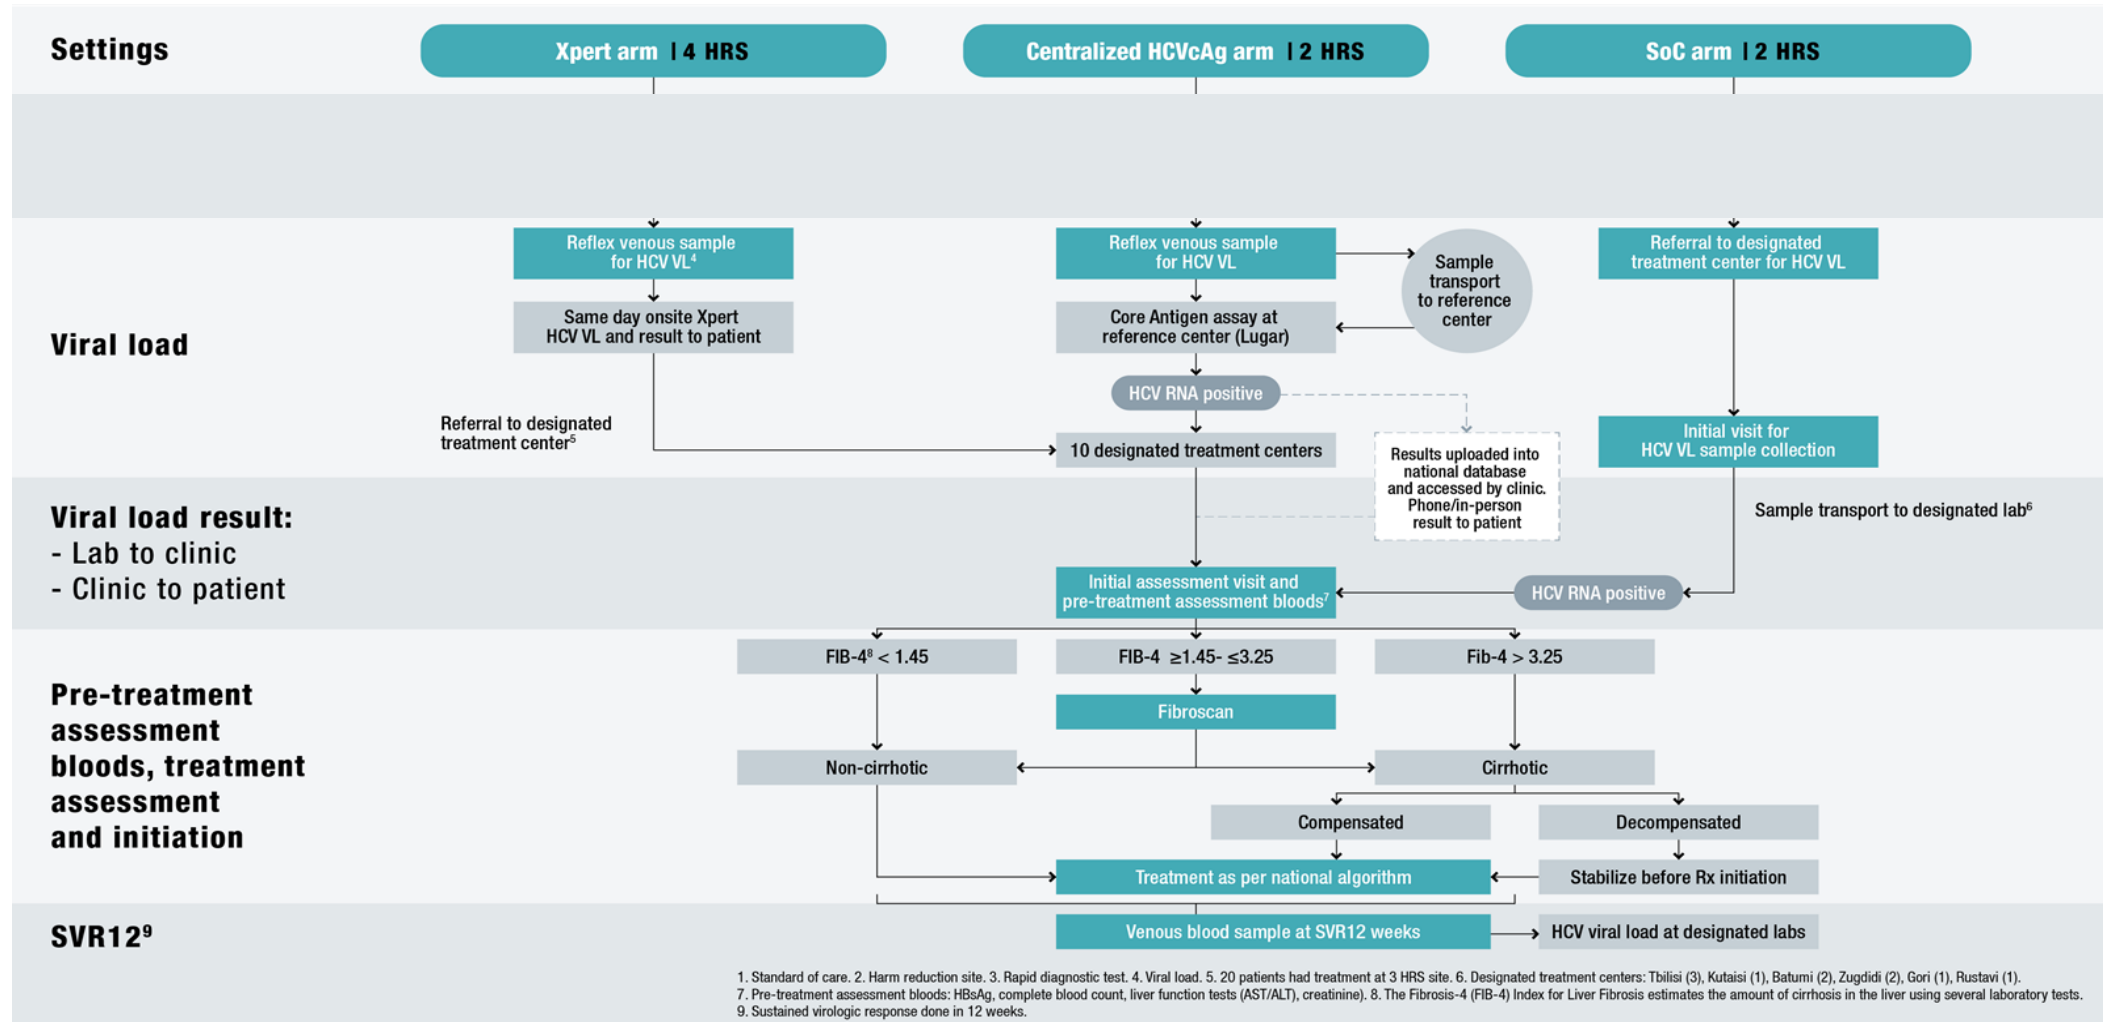 Settings
Xpert arm | 4 HRS
Centralized HCVcAg arm | 2 HRS
SoC arm | 2 HRS
Viral load
Reflex venous sample
for HCV VL⁴
Same day onsite Xpert
HCV VL and result to patient
Referral to designated
treatment center⁵
Reflex venous sample
for HCV VL
Sample
transport
to reference
center
Core Antigen assay at
reference center (Lugar)
HCV RNA positive
10 designated treatment centers
Results uploaded into
national database
and accessed by clinic.
Phone/in-person
result to patient
Referral to designated
treatment center for HCV VL
Initial visit for
HCV VL sample collection
Viral load result:
- Lab to clinic
- Clinic to patient
Sample transport to designated lab⁶
Initial assessment visit and
pre-treatment assessment bloods⁷
HCV RNA positive
Pre-treatment
assessment
bloods, treatment
assessment
and initiation
FIB-4⁸ < 1.45
FIB-4 ≥1.45- ≤3.25
Fib-4 > 3.25
Fibroscan
Non-cirrhotic
Cirrhotic
Compensated
Decompensated
Treatment as per national algorithm
Stabilize before Rx initiation
SVR12⁹
Venous blood sample at SVR12 weeks
HCV viral load at designated labs
1. Standard of care. 2. Harm reduction site. 3. Rapid diagnostic test. 4. Viral load. 5. 20 patients had treatment at 3 HRS site. 6. Designated treatment centers: Tbilisi (3), Kutaisi (1), Batumi (2), Zugdidi (2), Gori (1), Rustavi (1).
7. Pre-treatment assessment bloods: HBsAg, complete blood count, liver function tests (AST/ALT), creatinine). 8. The Fibrosis-4 (FIB-4) Index for Liver Fibrosis estimates the amount of cirrhosis in the liver using several laboratory tests.
9. Sustained virologic response done in 12 weeks.